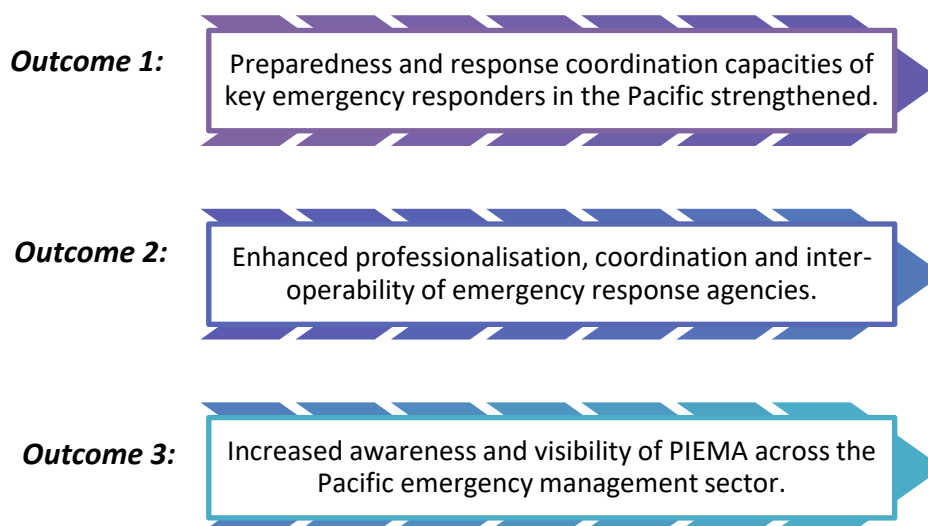 Outcome 1:
Preparedness and response coordination capacities of
key emergency responders in the Pacific strengthened.
Outcome 2:
Enhanced professionalisation, coordination and inter-
operability of emergency response agencies.
Outcome 3:
Increased awareness and visibility of PIEMA across the
Pacific emergency management sector.